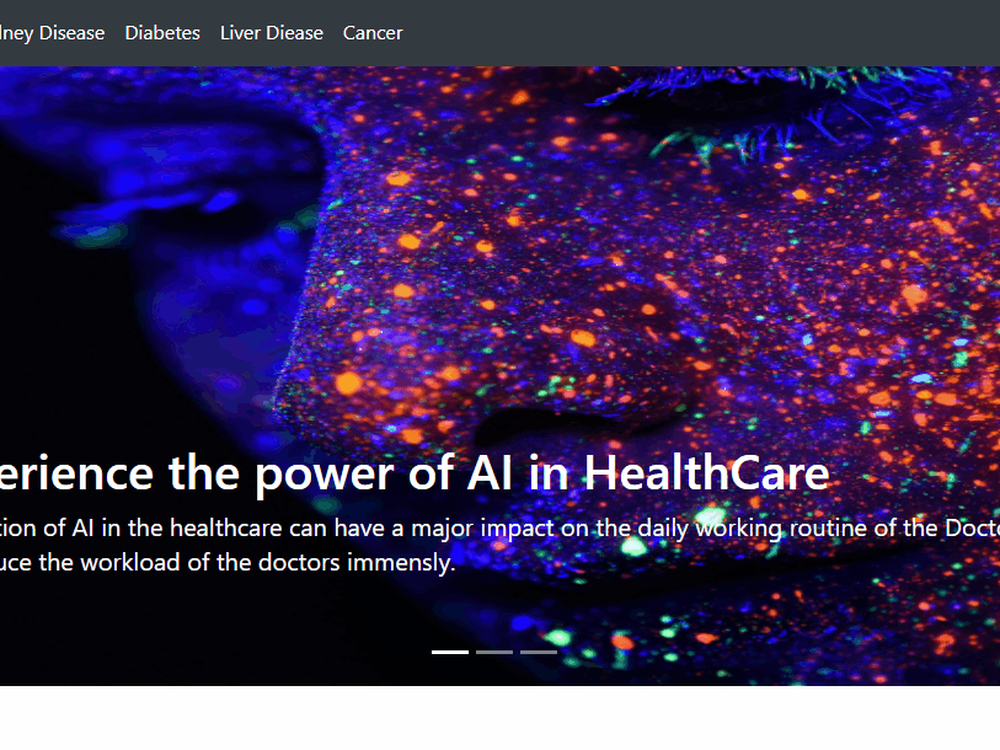 lney Disease Diabetes Liver Diease Cancer
erience the power of AI in HealthCare
tion of AI in the healthcare can have a major impact on the daily working routine of the Docto
uce the workload of the doctors immensly.